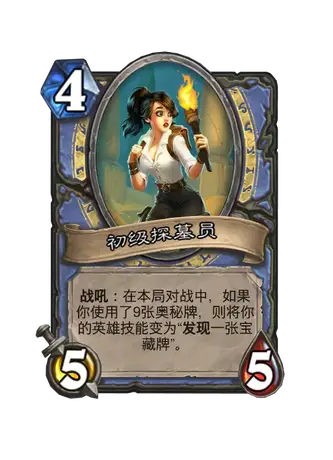 4
初级探墓员
战吼：在本局对战中，如果
你使用了9张奥秘牌，则将你
的英雄技能变为“发现一张宝
藏牌”。
5
5